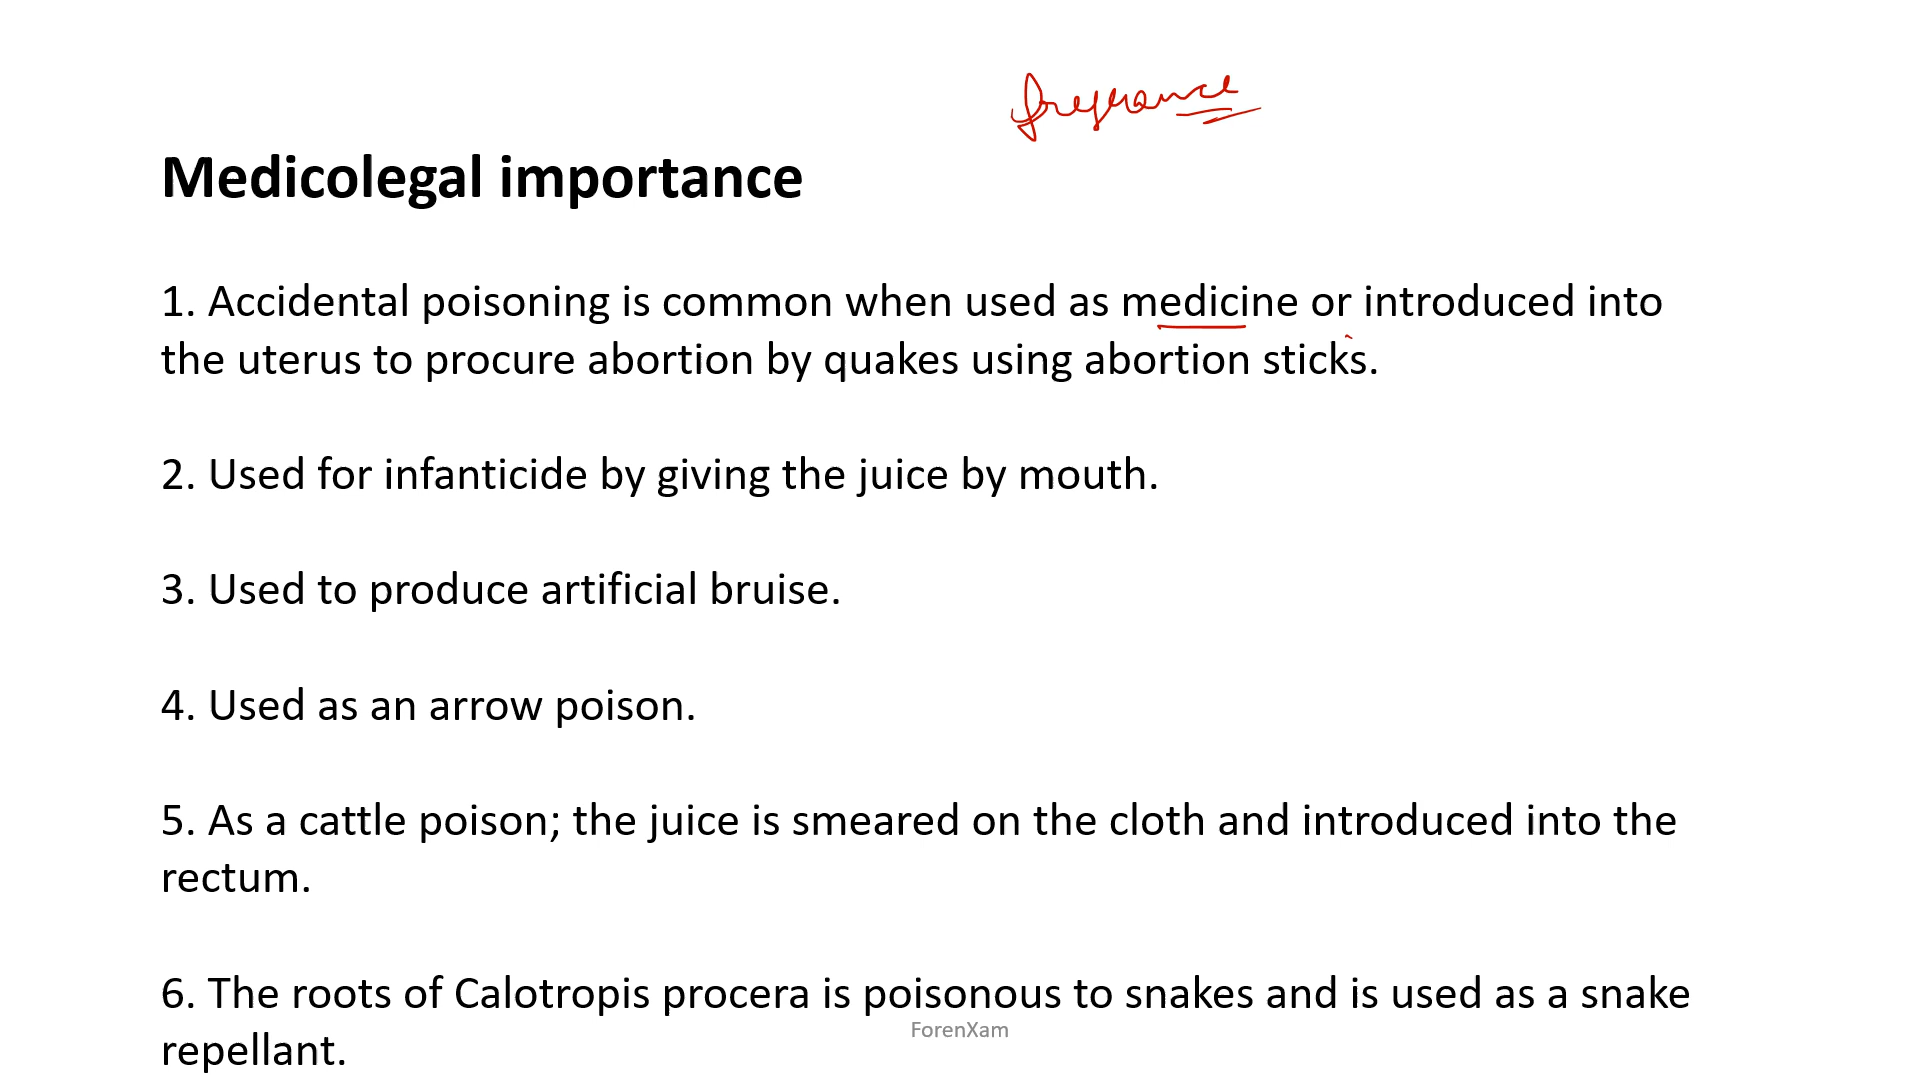 Medicolegal importance
1. Accidental poisoning is common when used as medicine or introduced into
the uterus to procure abortion by quakes using abortion sticks.
2. Used for infanticide by giving the juice by mouth.
3. Used to produce artificial bruise.
4. Used as an arrow poison.
5. As a cattle poison; the juice is smeared on the cloth and introduced into the
rectum.
6. The roots of Calotropis procera is poisonous to snakes and is used as a snake
repellant.
ForenXam